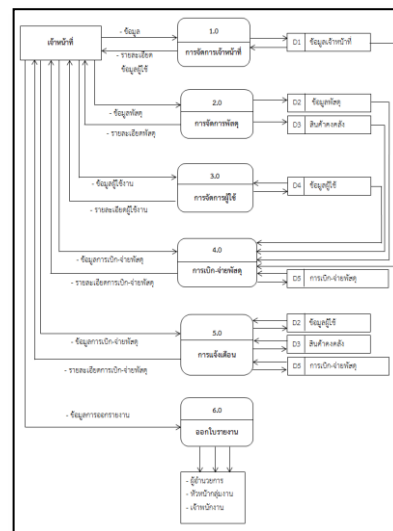 เจ้าหน้าที่
- ข้อมูล
- รายละเอียด
ข้อมูลผู้ใช้
1.0
การจัดการเจ้าหน้าที่
D1 ข้อมูลเจ้าหน้าที่
- ข้อมูลพัสดุ
- รายละเอียดพัสดุ
2.0
การจัดการพัสดุ
D2 ข้อมูลพัสดุ
D3 สินค้าคงคลัง
- ข้อมูลผู้ใช้งาน
- รายละเอียดผู้ใช้งาน
3.0
การจัดการผู้ใช้
D4 ข้อมูลผู้ใช้
- ข้อมูลการเบิก-จ่ายพัสดุ
- รายละเอียดการเบิก-จ่ายพัสดุ
4.0
การเบิก-จ่ายพัสดุ
D5 การเบิก-จ่ายพัสดุ
- ข้อมูลการเบิก-จ่ายพัสดุ
- รายละเอียดการเบิก-จ่ายพัสดุ
5.0
การแจ้งเตือน
D2 ข้อมูลผู้ใช้
D3 สินค้าคงคลัง
การเบิก-จ่ายพัสดุ
- ข้อมูลการออกรายงาน
6.0
ออกใบรายงาน
- ผู้อำนวยการ
- หัวหน้ากลุ่มงาน
- เจ้าพนักงาน